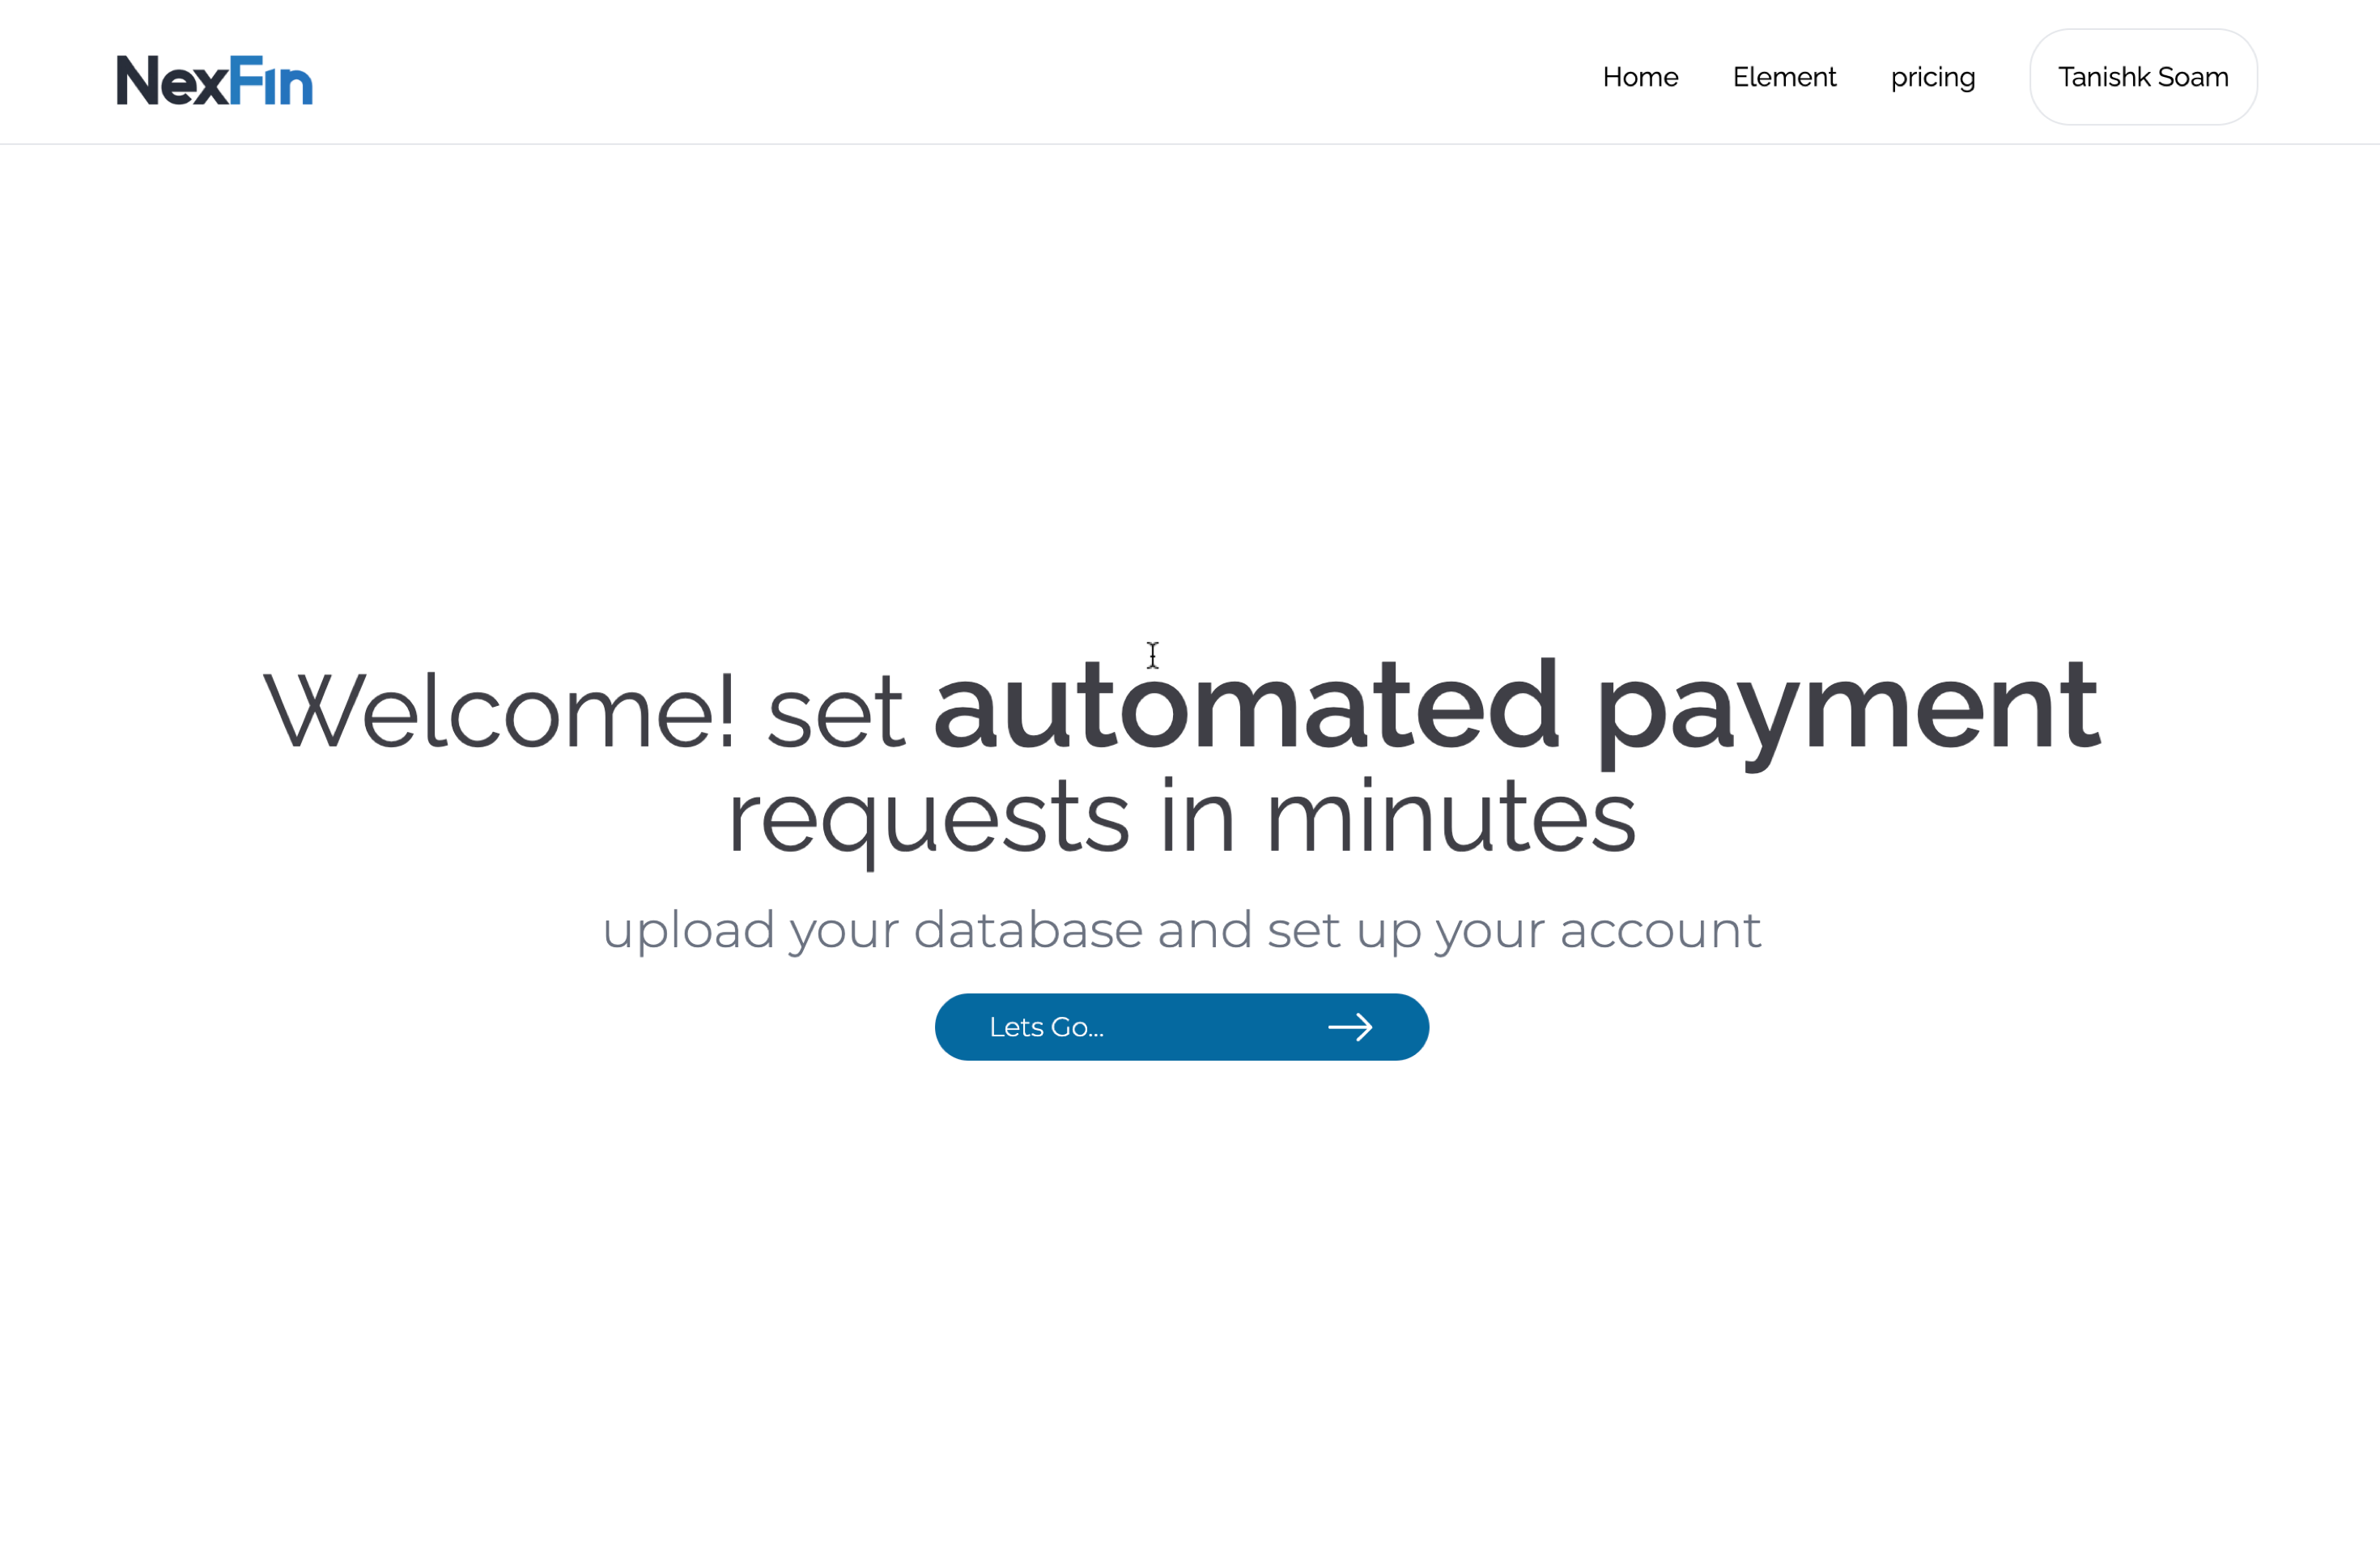 NexFin
Home Element pricing Tanishk Soam
Welcome! set automated payment
requests in minutes
upload your database and set up your account
Lets Go...